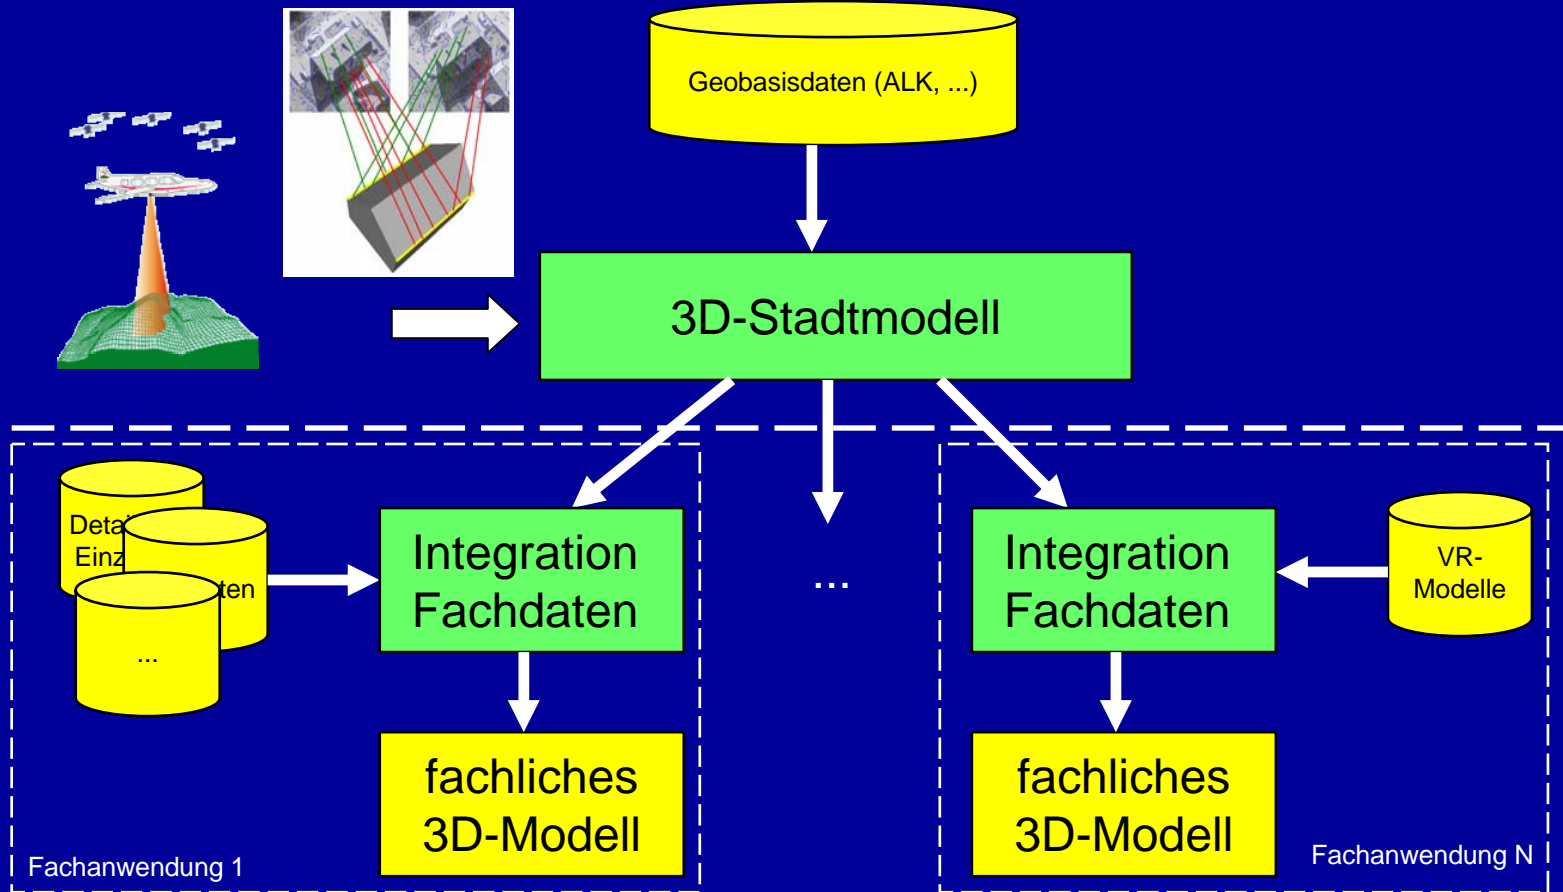 Geobasisdaten (ALK, ...)
3D-Stadtmodell
...
Integration
Fachdaten
...
Integration
Fachdaten
VR-
Modelle
fachliches
3D-Modell
fachliches
3D-Modell
Fachanwendung 1
Fachanwendung N